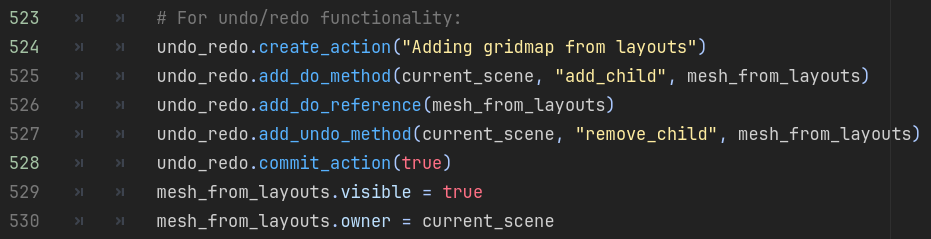 523 # For undo/redo functionality:
524 undo_redo.create_action("Adding gridmap from layouts")
525 undo_redo.add_do_method(current_scene, "add_child", mesh_from_layouts)
526 undo_redo.add_do_reference(mesh_from_layouts)
527 undo_redo.add_undo_method(current_scene, "remove_child", mesh_from_layouts)
528 undo_redo.commit_action(true)
529 mesh_from_layouts.visible = true
530 mesh_from_layouts.owner = current_scene